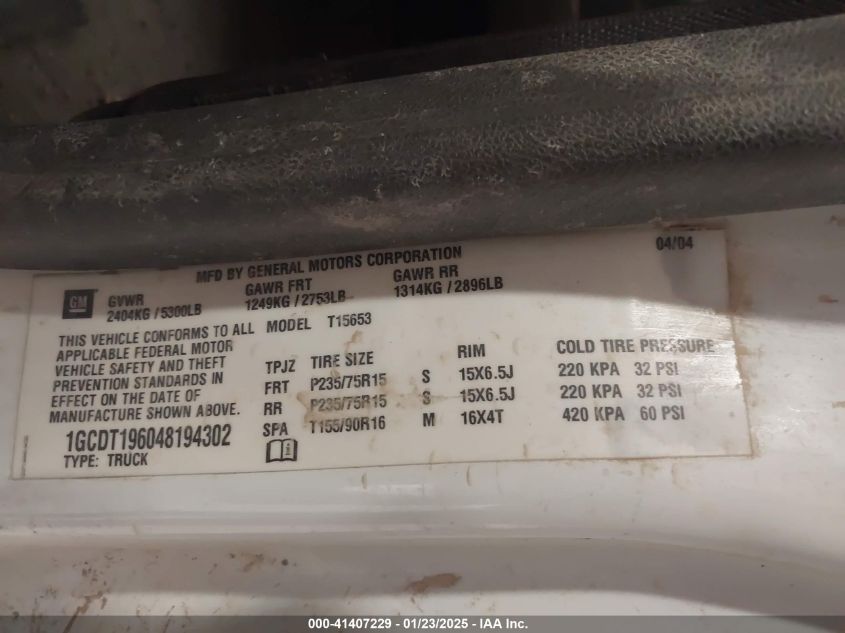 MFD BY GENERAL MOTORS CORPORATION 04/04
GM
GVWR GAWR FRT GAWR RR
2404KG / 5300LB 1249KG / 2753LB 1314KG / 2896LB
THIS VEHICLE CONFORMS TO ALL
APPLICABLE FEDERAL MOTOR
VEHICLE SAFETY AND THEFT
PREVENTION STANDARDS IN
EFFECT ON THE DATE OF
MANUFACTURE SHOWN ABOVE.
1GCDT196048194302
TYPE: TRUCK
MODEL T15653
TPJZ TIRE SIZE RIM COLD TIRE PRESSURE
FRT P235/75R15 S 15X6.5J 220 KPA 32 PSI
RR P235/75R15 S 15X6.5J 220 KPA 32 PSI
SPA T155/90R16 M 16X4T 420 KPA 60 PSI
000-41407229 - 01/23/2025 - IAA Inc.